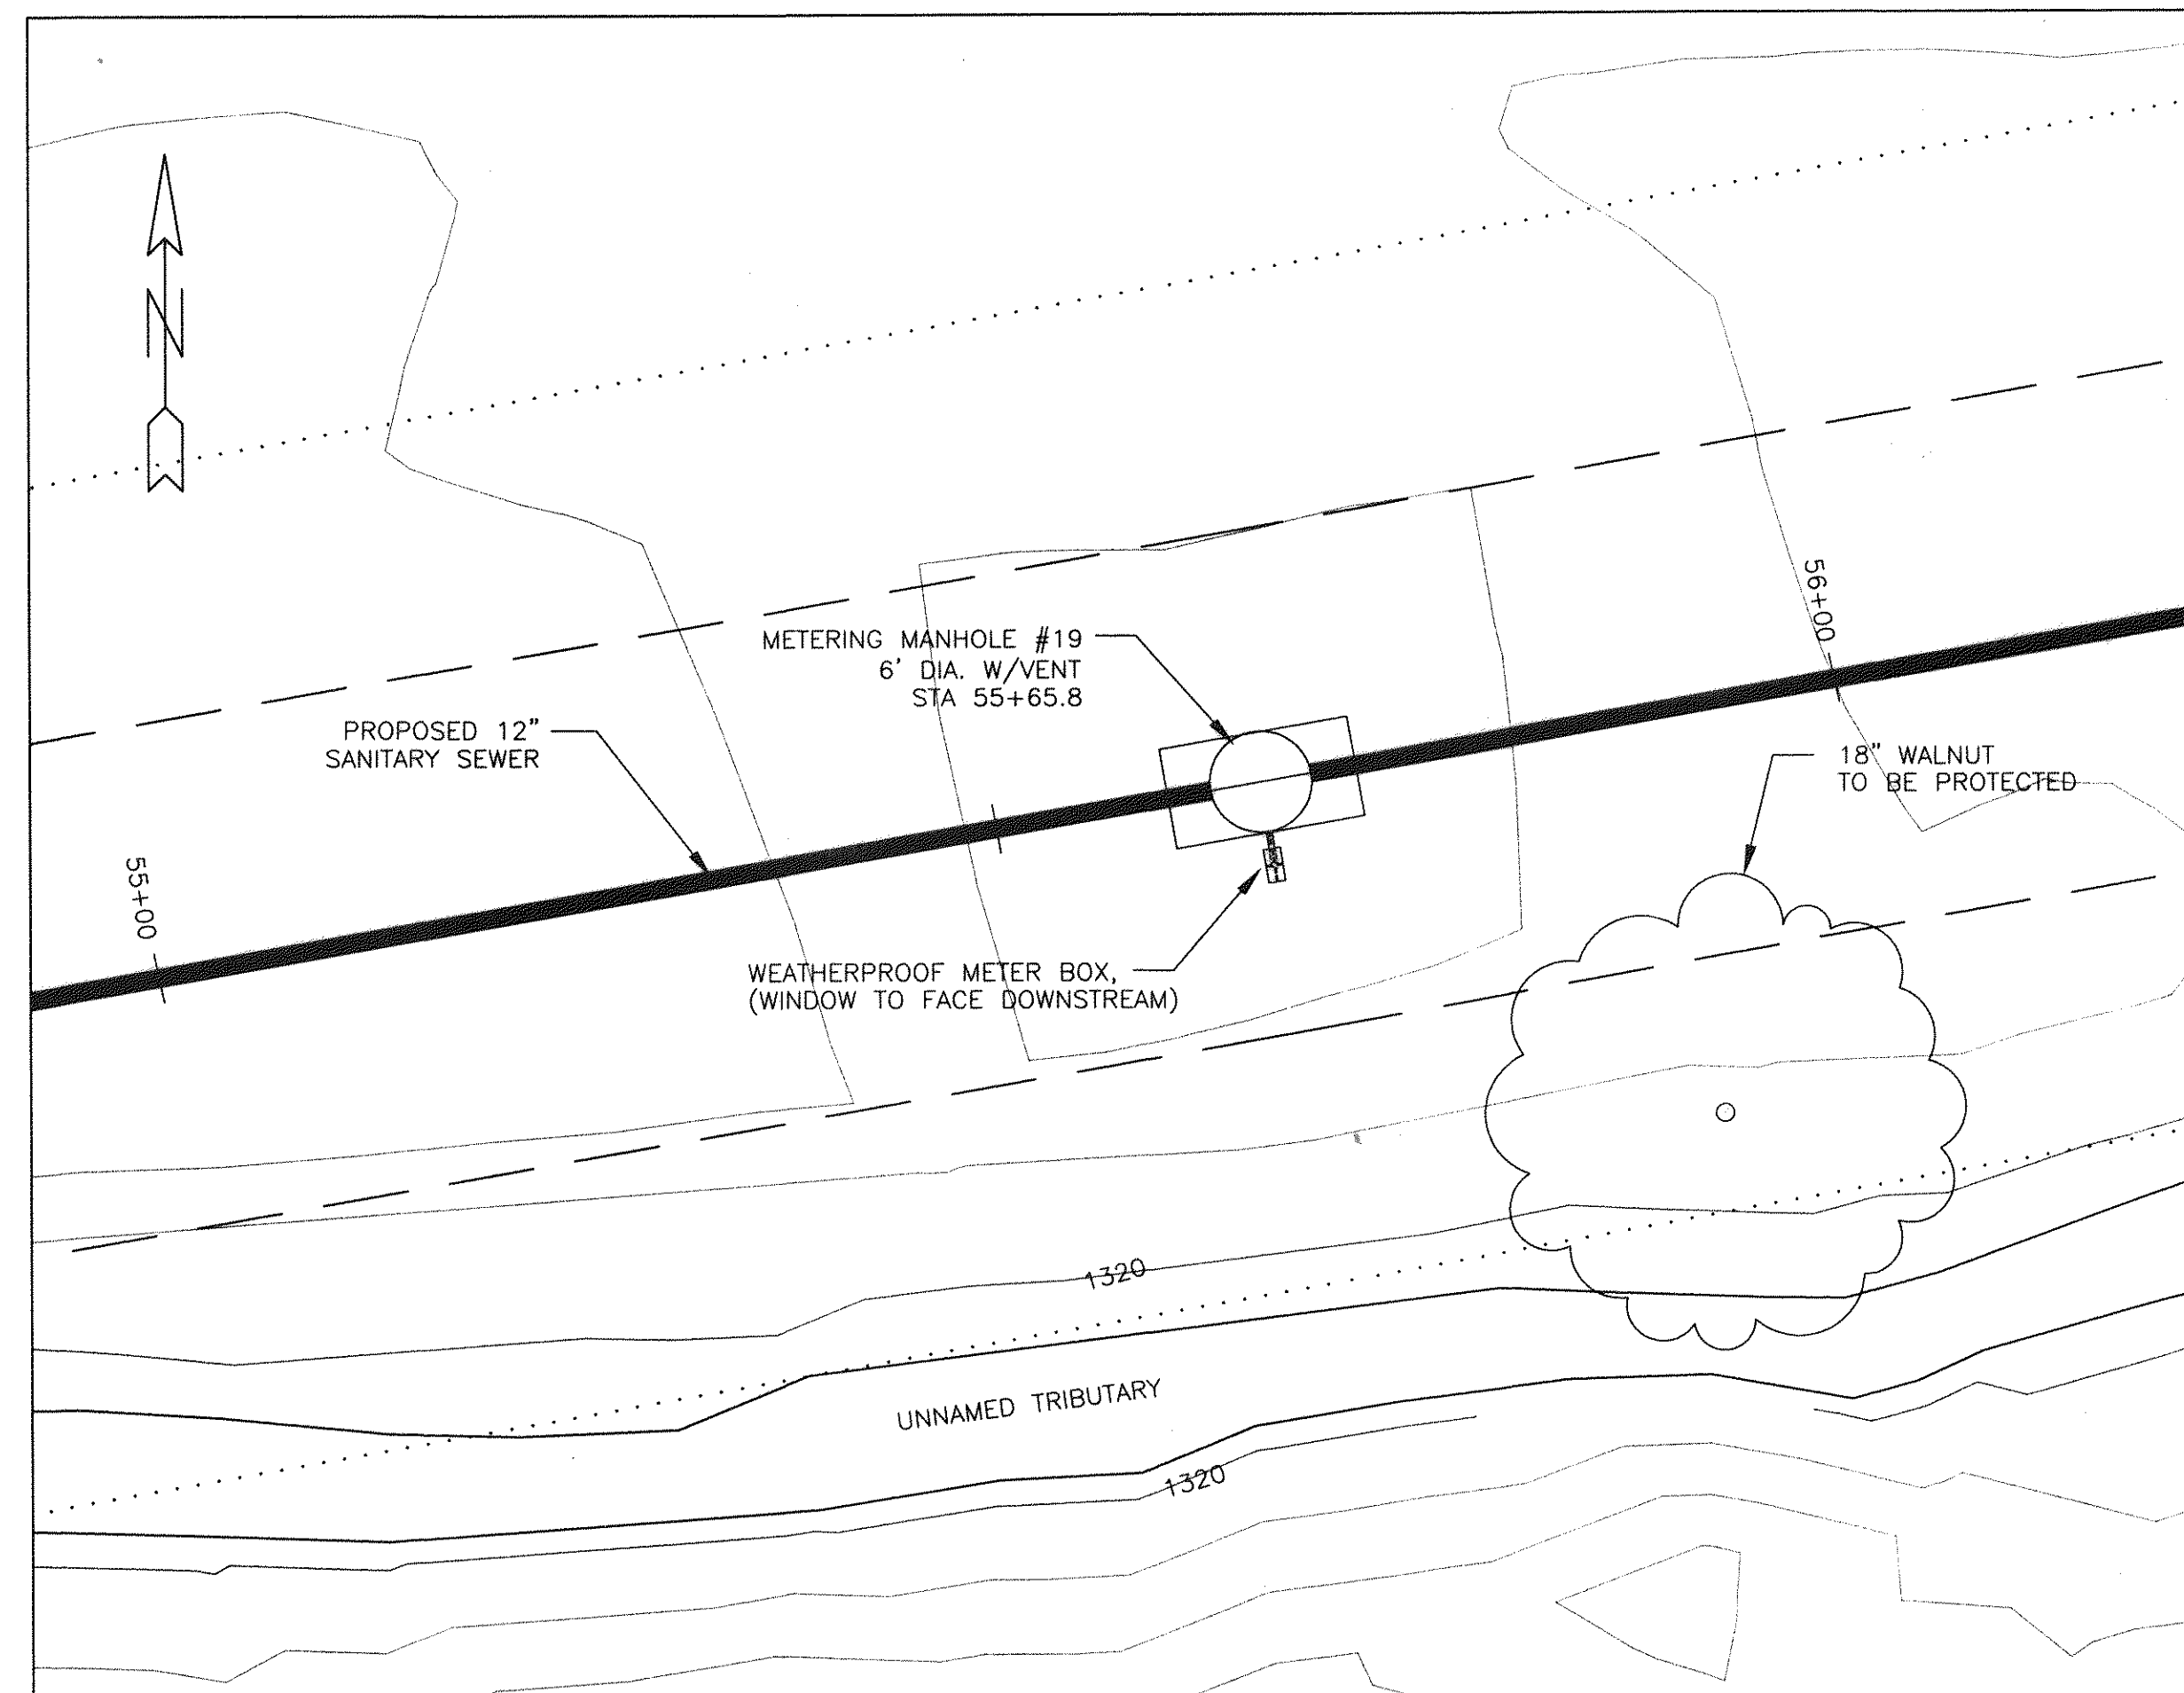 N
56+00
METERING MANHOLE #19
6' DIA. W/VENT
STA 55+65.8
PROPOSED 12"
SANITARY SEWER
18" WALNUT
TO BE PROTECTED
55+00
WEATHERPROOF METER BOX,
(WINDOW TO FACE DOWNSTREAM)
1320
UNNAMED TRIBUTARY
1320